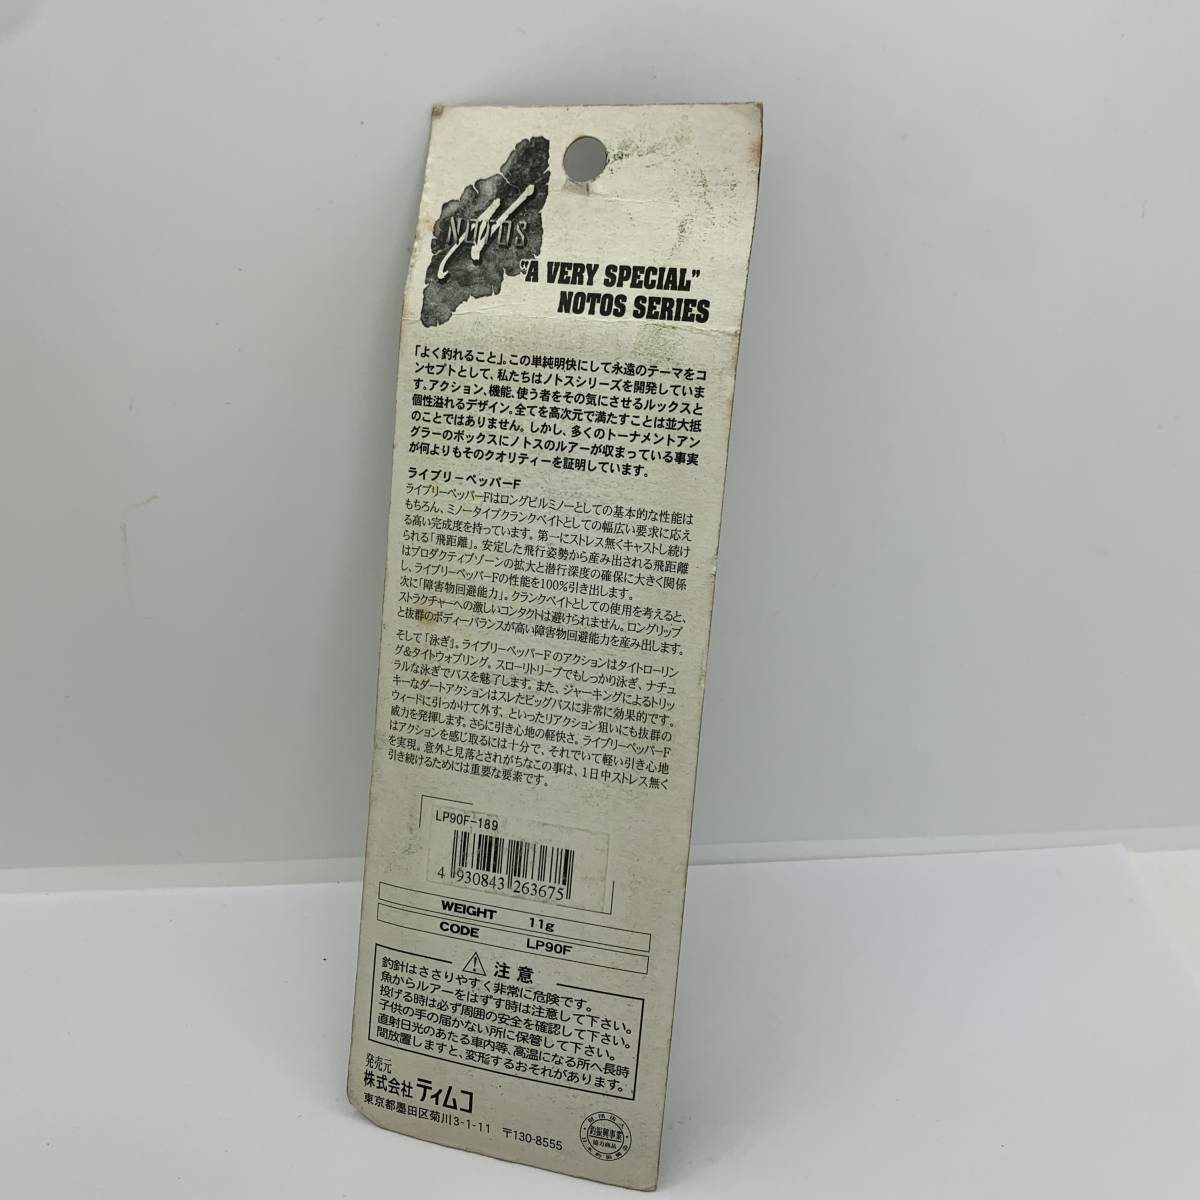 NOTOS
"A VERY SPECIAL"
NOTOS SERIES
「よく釣れること」。この単純明快にして永遠のテーマをコ
ンセプトとして、私たちはノトスシリーズを開発していま
す。アクション、機能、使う者をその気にさせるルックスと
個性溢れるデザイン。全てを高次元で満たすことは並大抵
のことではありません。しかし、多くのトーナメントアン
グラーのボックスにノトスのルアーが収まっている事実
が何よりもそのクオリティーを証明しています。
ライブリーペッパーF
ライブリーペッパーFはロングビルミノーとしての基本的な性能は
もちろん、ミノータイプクランクベイトとしての幅広い要求に応え
る高い完成度を持っています。第一にストレス無くキャストし続け
られる「飛距離」。安定した飛行姿勢から産み出される飛距離
はプロダクティブゾーンの拡大と潜行深度の確保に大きく関係
し、ライブリーペッパーFの性能を100%引き出します。
次に「障害物回避能力」。クランクベイトとしての使用を考えると、
ストラクチャーへの激しいコンタクトは避けられません。ロングリップ
と抜群のボディーバランスが高い障害物回避能力を産み出します。
そして「泳ぎ」。ライブリーペッパーFのアクションはタイトローリン
グ&タイトウォブリング。スローリトリーブでもしっかり泳ぎ、ナチュ
ラルな泳ぎでバスを魅了します。また、ジャーキングによるトリッ
キーなダートアクションはスレたビッグバスに非常に効果的です。
ウィードに引っかけて外す、といったリアクション狙いにも抜群の
威力を発揮します。さらに引き心地の軽快さ。ライブリーペッパーF
はアクションを感じ取るには十分で、それでいて軽い引き心地
を実現。意外と見落とされがちなこの事は、1日中ストレス無く
引き続けるためには重要な要素です。
LP90F-189
4 930843 263675
WEIGHT 11g
CODE LP90F
注意
釣針はささりやすく非常に危険です。
魚からルアーをはずす時は注意して下さい。
投げる時は必ず周囲の安全を確認して下さい。
子供の手の届かない所に保管して下さい。
直射日光のあたる車内等、高温になる所へ長時
間放置しますと、変形するおそれがあります。
発売元
株式会社ティムコ
東京都墨田区菊川3-1-11 〒130-8555
釣振興事業
協力商品